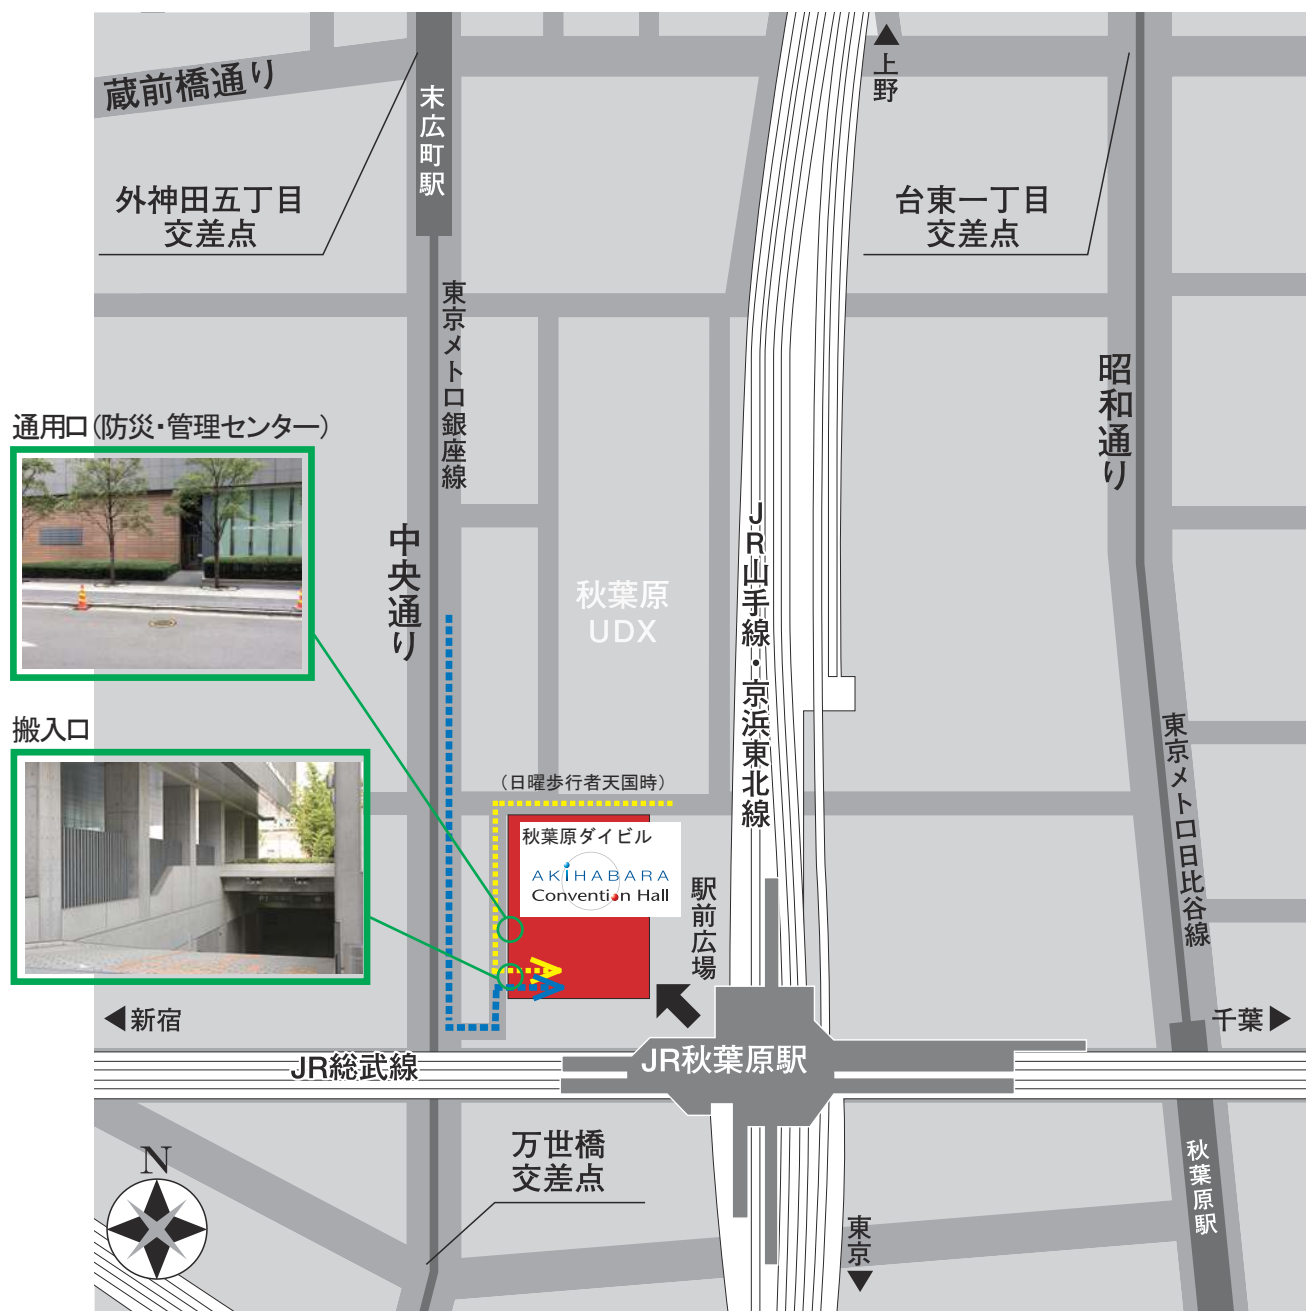 蔵前橋通り
末広町駅
上野
外神田五丁目
交差点
台東一丁目
交差点
東京メトロ銀座線
昭和通り
通用口(防災・管理センター)
中央通り
JR山手線・京浜東北線
秋葉原
UDX
搬入口
東京メトロ日比谷線
(日曜歩行者天国時)
秋葉原ダイビル
AKiHABARA
Convention Hall
駅前広場
新宿
千葉
JR総武線
JR秋葉原駅
万世橋
交差点
秋葉原駅
N
東京